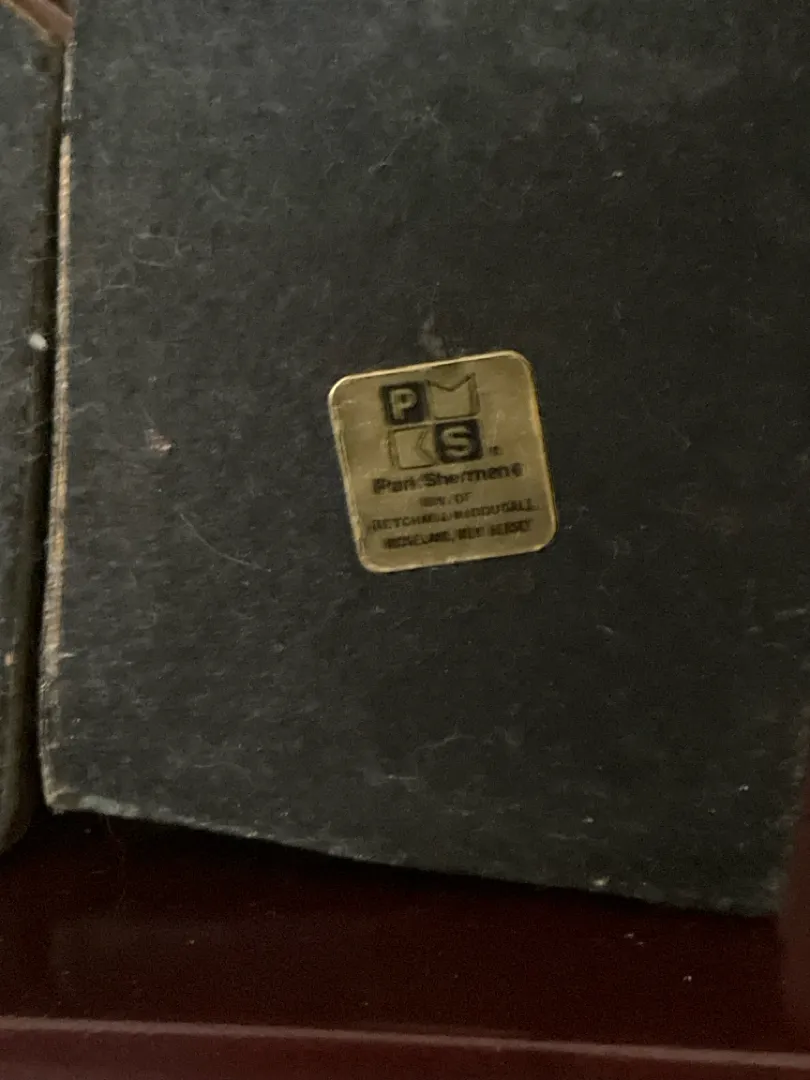 P
S
Park Sherman®
DIV. OF
KETCHAM & McDOUGALL
ROSELAND, NEW JERSEY